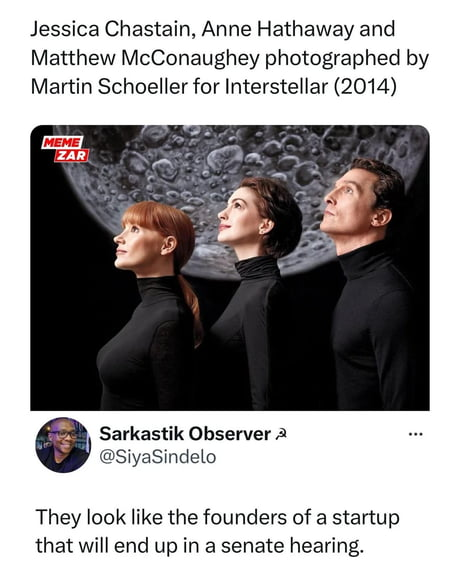 Jessica Chastain, Anne Hathaway and
Matthew McConaughey photographed by
Martin Schoeller for Interstellar (2014)
MEME
ZAR
Sarkastik Observer ☭
@SiyaSindelo
They look like the founders of a startup
that will end up in a senate hearing.